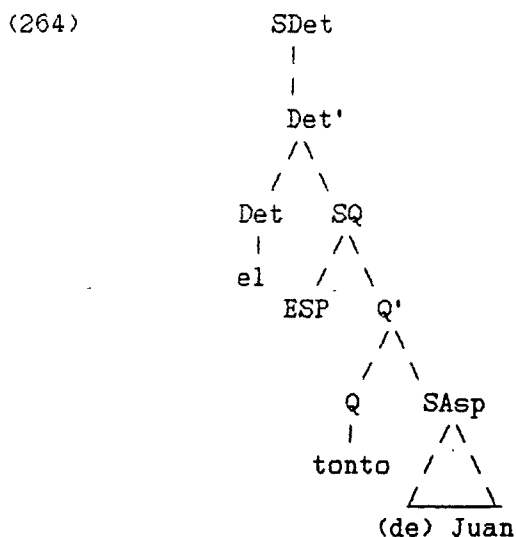 (264) SDet
Det'
Det SQ
el
ESP Q'
Q SAsp
tonto
(de) Juan